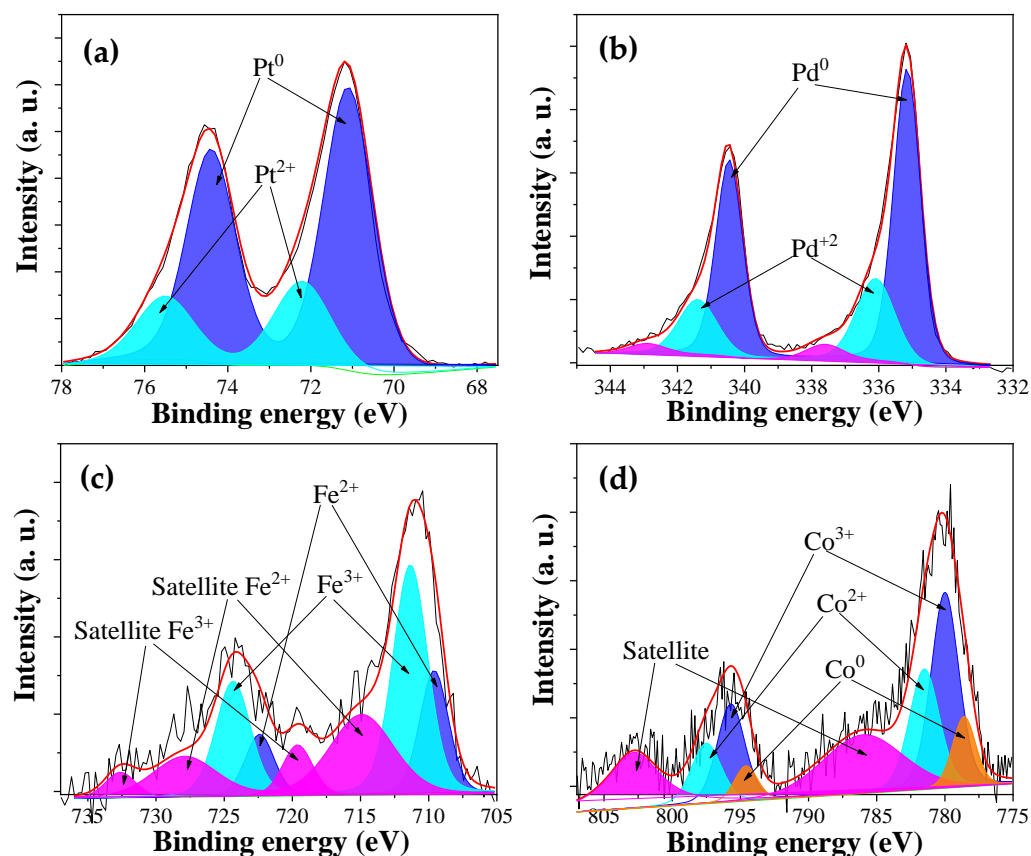 (a)
Pt⁰
Pt²⁺
Intensity (a. u.)
78 76 74 72 70 68
Binding energy (eV)
(b)
Pd⁰
Pd⁺²
Intensity (a. u.)
344 342 340 338 336 334 332
Binding energy (eV)
(c)
Fe²⁺
Satellite Fe²⁺ Fe³⁺
Satellite Fe³⁺
Intensity (a. u.)
735 730 725 720 715 710 705
Binding energy (eV)
(d)
Co³⁺
Co²⁺
Satellite
Co⁰
Intensity (a. u.)
805 800 795 790 785 780 775
Binding energy (eV)